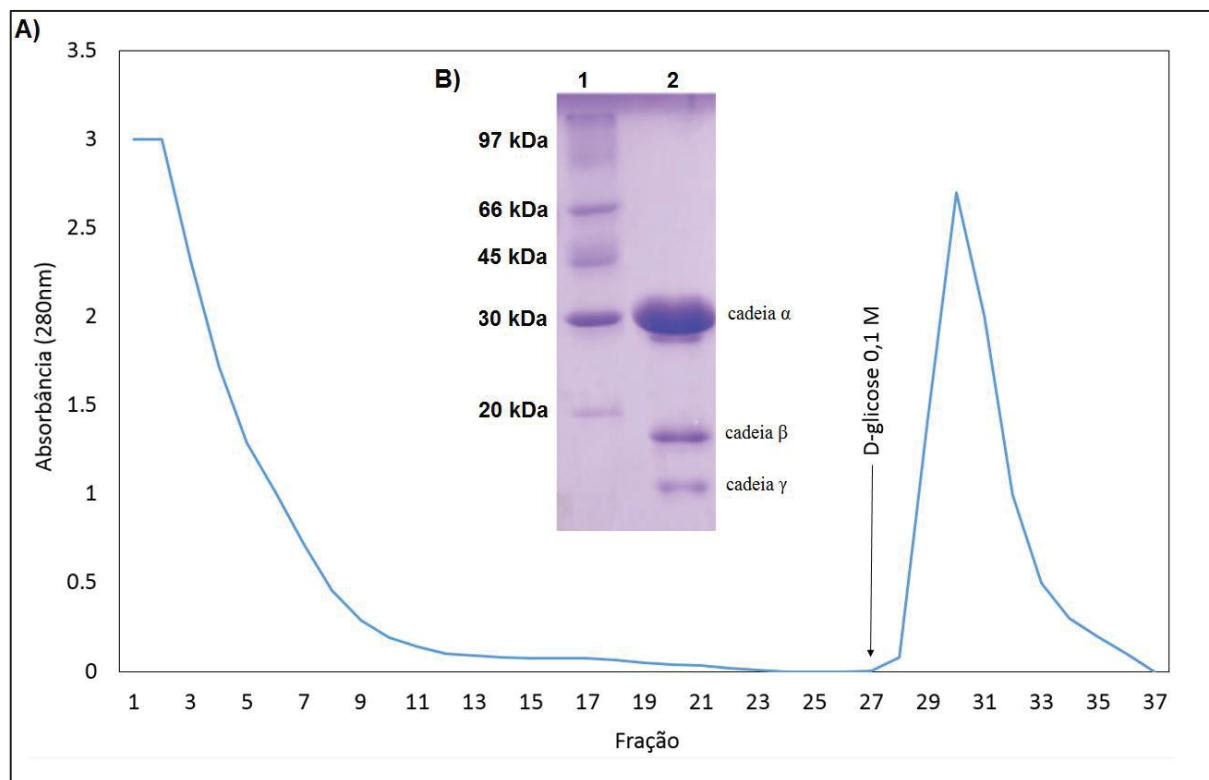 A)
3.5
3
2.5
2
1.5
1
0.5
0
Absorbância (280nm)
B)
1 2
97 kDa
66 kDa
45 kDa
30 kDa
20 kDa
cadeia α
cadeia β
cadeia γ
D-glicose 0,1 M
1 3 5 7 9 11 13 15 17 19 21 23 25 27 29 31 33 35 37
Fração